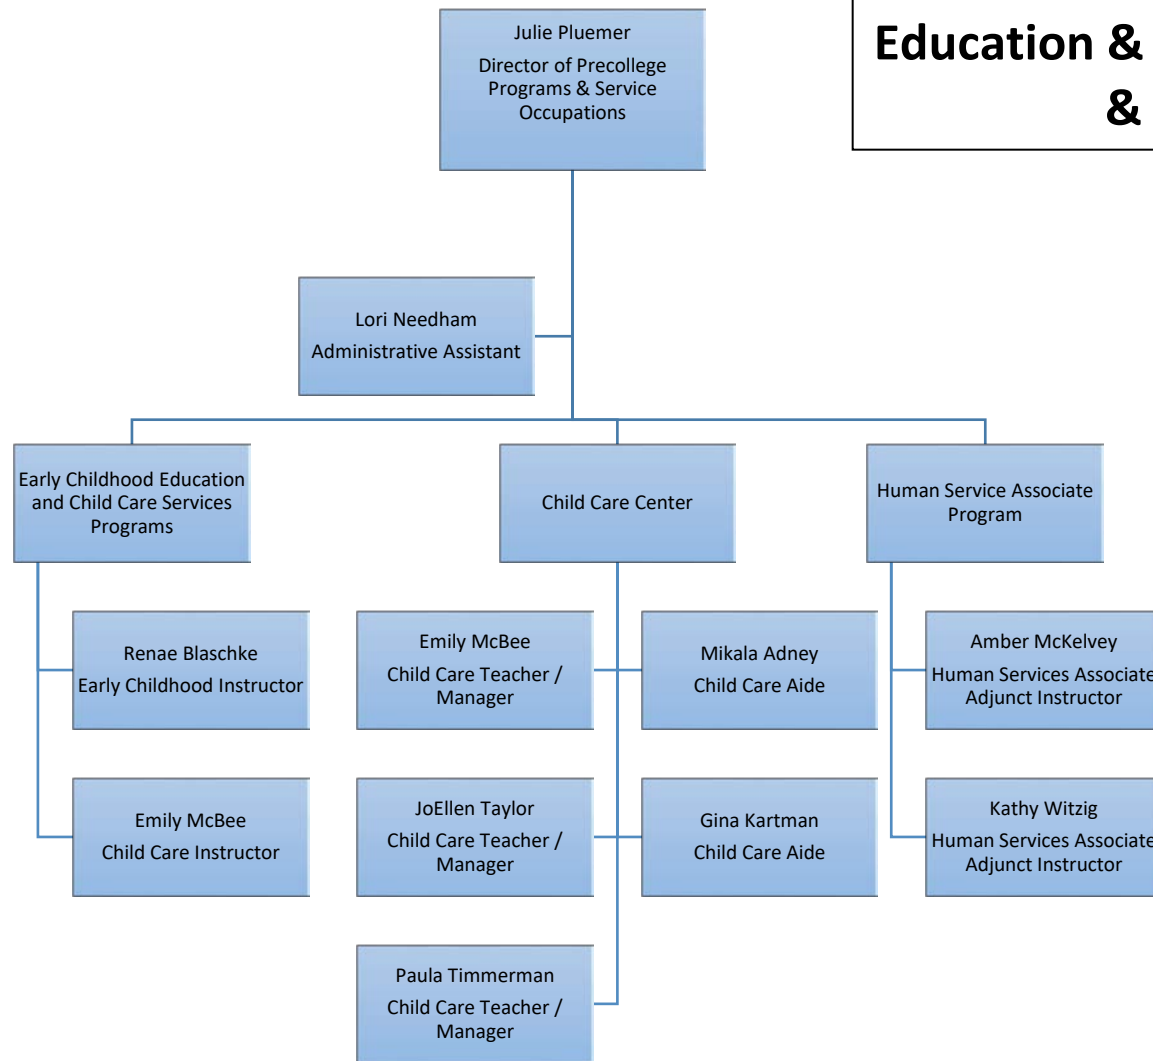 Julie Pluemer
Director of Precollege
Programs & Service
Occupations
Education &
&
Lori Needham
Administrative Assistant
Early Childhood Education
and Child Care Services
Programs
Child Care Center
Human Service Associate
Program
Renae Blaschke
Early Childhood Instructor
Emily McBee
Child Care Teacher /
Manager
Mikala Adney
Child Care Aide
Amber McKelvey
Human Services Associate
Adjunct Instructor
Emily McBee
Child Care Instructor
JoEllen Taylor
Child Care Teacher /
Manager
Gina Kartman
Child Care Aide
Kathy Witzig
Human Services Associate
Adjunct Instructor
Paula Timmerman
Child Care Teacher /
Manager